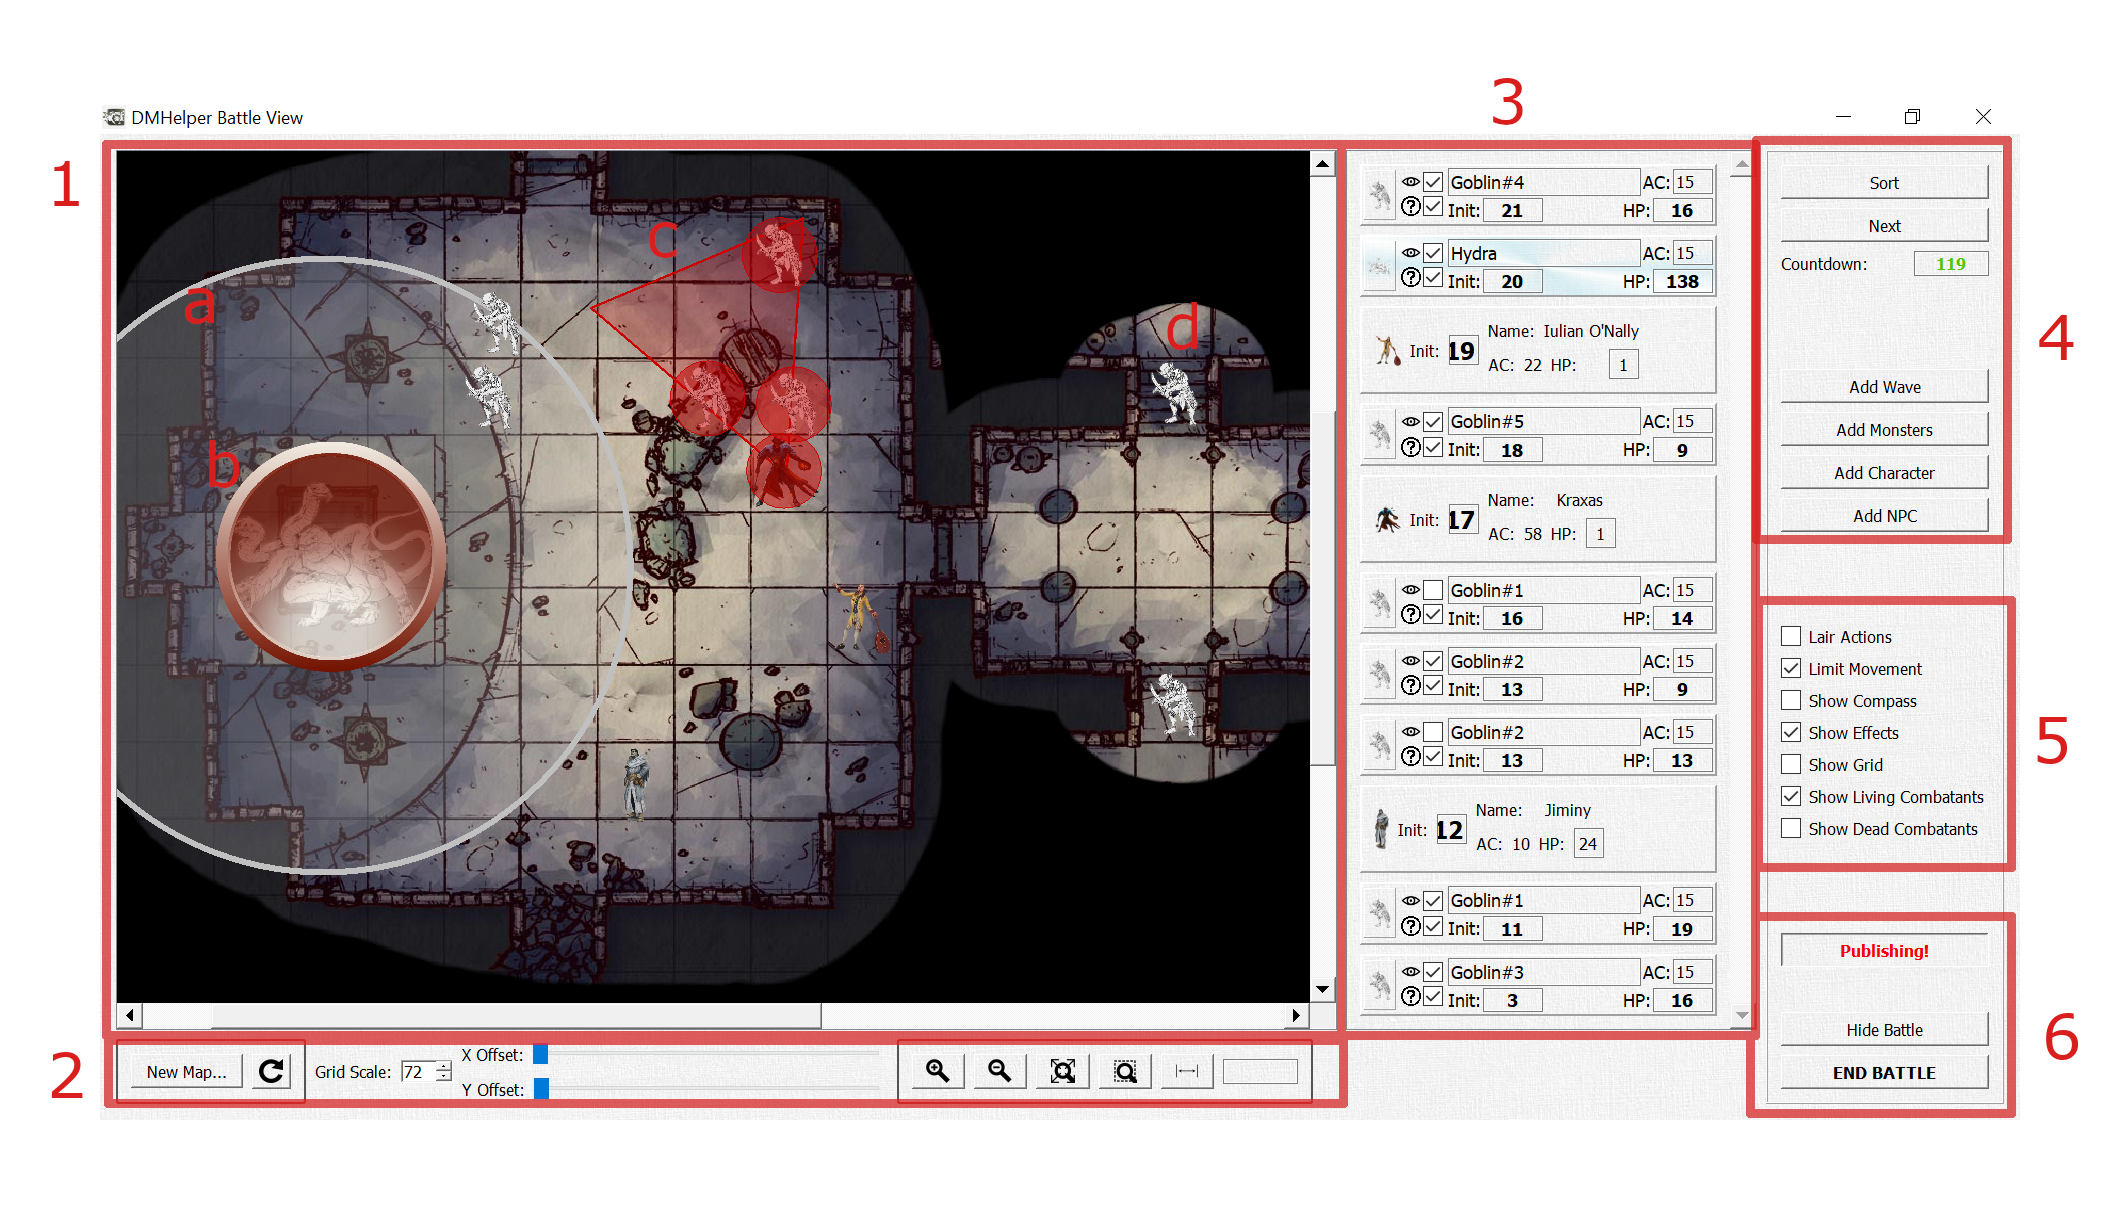 3
DMHelper Battle View
1
a
b
c
d
Goblin#4 AC: 15
Init: 21 HP: 16
Hydra AC: 15
Init: 20 HP: 138
Name: Iulian O'Nally
Init: 19
AC: 22 HP: 1
Goblin#5 AC: 15
Init: 18 HP: 9
Name: Kraxas
Init: 17
AC: 58 HP: 1
Goblin#1 AC: 15
Init: 16 HP: 14
Goblin#2 AC: 15
Init: 13 HP: 9
Goblin#2 AC: 15
Init: 13 HP: 13
Name: Jiminy
Init: 12
AC: 10 HP: 24
Goblin#1 AC: 15
Init: 11 HP: 19
Goblin#3 AC: 15
Init: 3 HP: 16
Sort
Next
Countdown: 119
4
Add Wave
Add Monsters
Add Character
Add NPC
Lair Actions
Limit Movement
Show Compass
Show Effects
5
Show Grid
Show Living Combatants
Show Dead Combatants
Publishing!
Hide Battle
6
END BATTLE
2
New Map...
Grid Scale: 72
X Offset:
Y Offset: